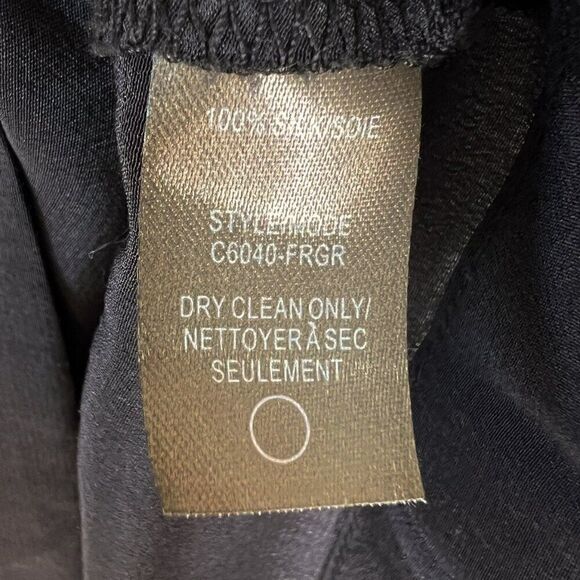 100% SILK/SOIE
STYLE/MODE
C6040-FRGR
DRY CLEAN ONLY/
NETTOYER À SEC
SEULEMENT